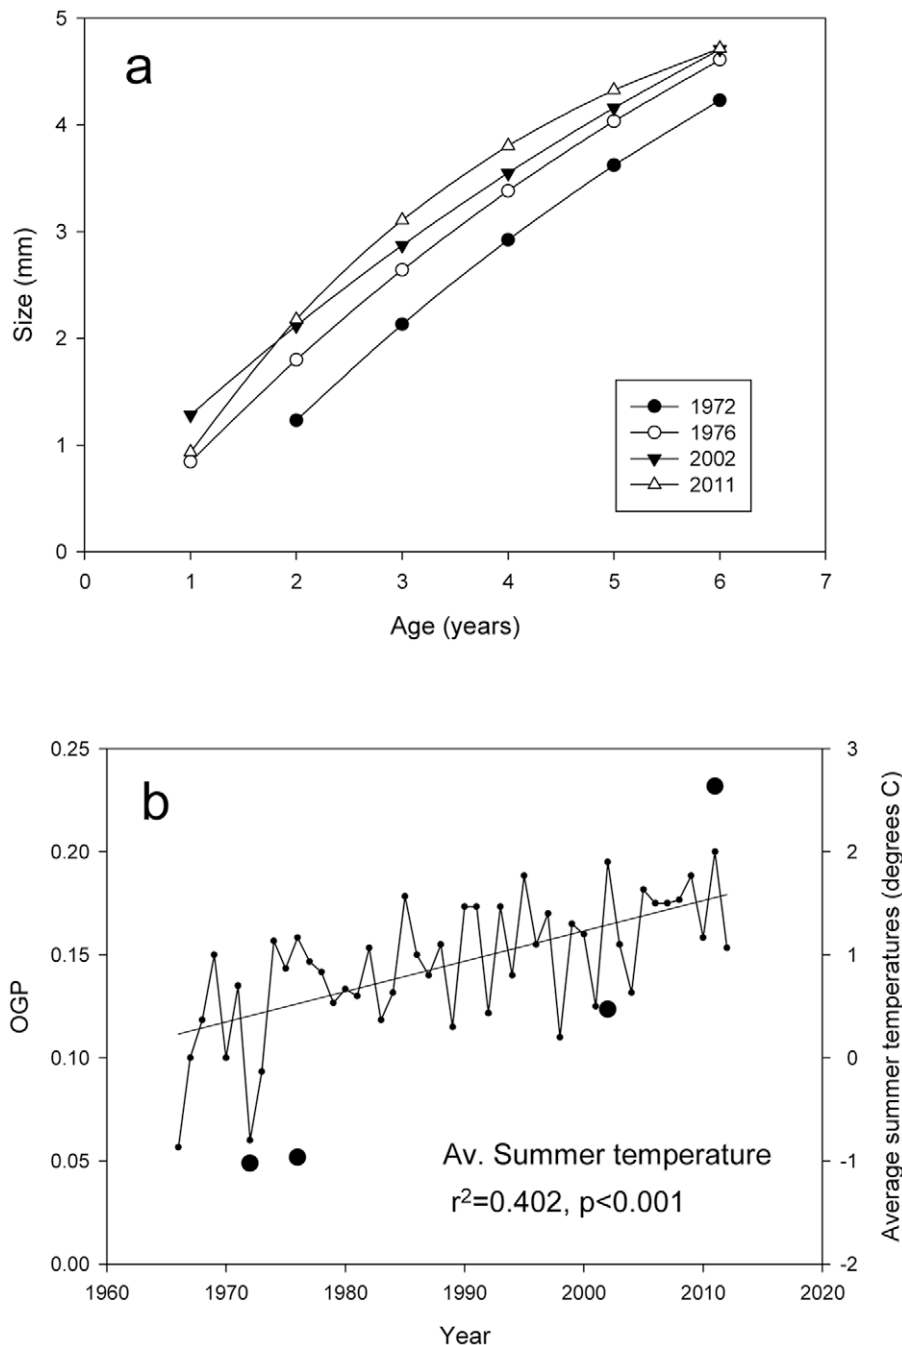 a
5
4
3
2
1
0
Size (mm)
1972
1976
2002
2011
0 1 2 3 4 5 6 7
Age (years)
b
0.25
0.20
0.15
0.10
0.05
0.00
OGP
3
2
1
0
-1
-2
Average summer temperatures (degrees C)
Av. Summer temperature
r²=0.402, p<0.001
1960 1970 1980 1990 2000 2010 2020
Year